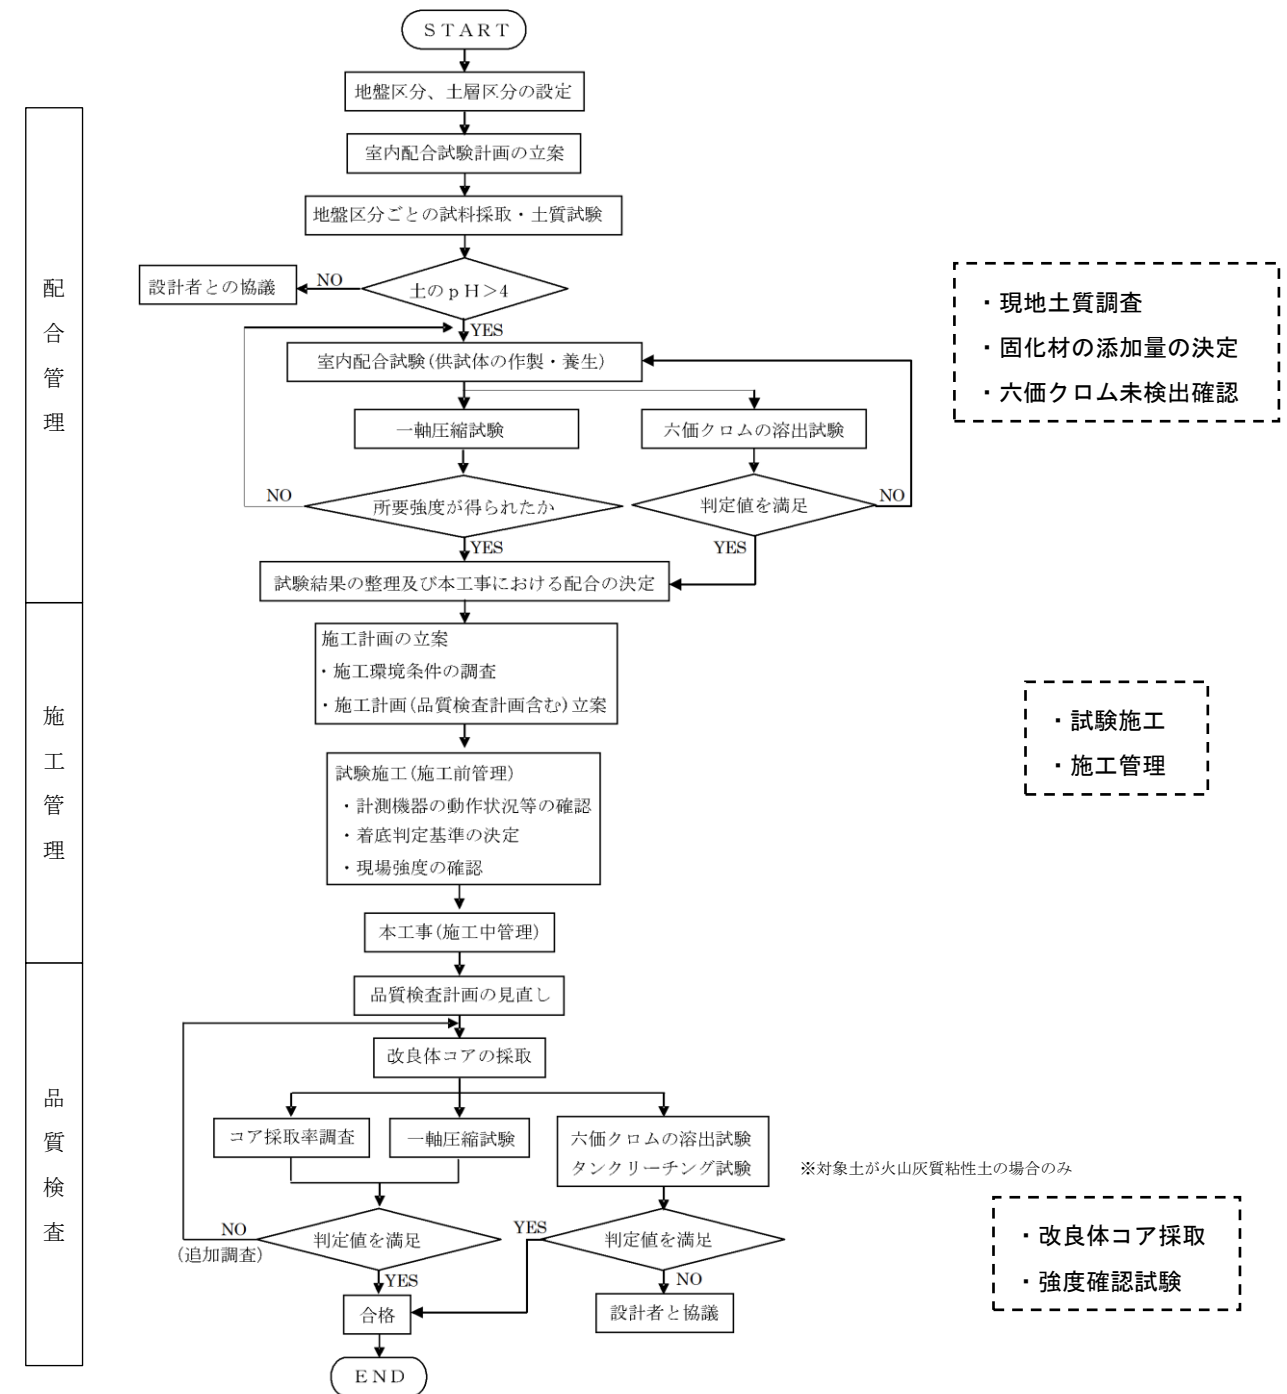 START
地盤区分、土層区分の設定
室内配合試験計画の立案
地盤区分ごとの試料採取・土質試験
設計者との協議
NO
土のpH>4
YES
室内配合試験(供試体の作製・養生)
一軸圧縮試験
六価クロムの溶出試験
NO
所要強度が得られたか
判定値を満足
NO
YES
YES
試験結果の整理及び本工事における配合の決定
配合管理
・現地土質調査
・固化材の添加量の決定
・六価クロム未検出確認
施工計画の立案
・施工環境条件の調査
・施工計画(品質検査計画含む)立案
試験施工(施工前管理)
・計測機器の動作状況等の確認
・着底判定基準の決定
・現場強度の確認
本工事(施工中管理)
施工管理
・試験施工
・施工管理
品質検査計画の見直し
改良体コアの採取
コア採取率調査
一軸圧縮試験
六価クロムの溶出試験
タンクリーチング試験
※対象土が火山灰質粘性土の場合のみ
NO
(追加調査)
判定値を満足
YES
判定値を満足
YES
NO
合格
設計者と協議
END
品質検査
・改良体コア採取
・強度確認試験